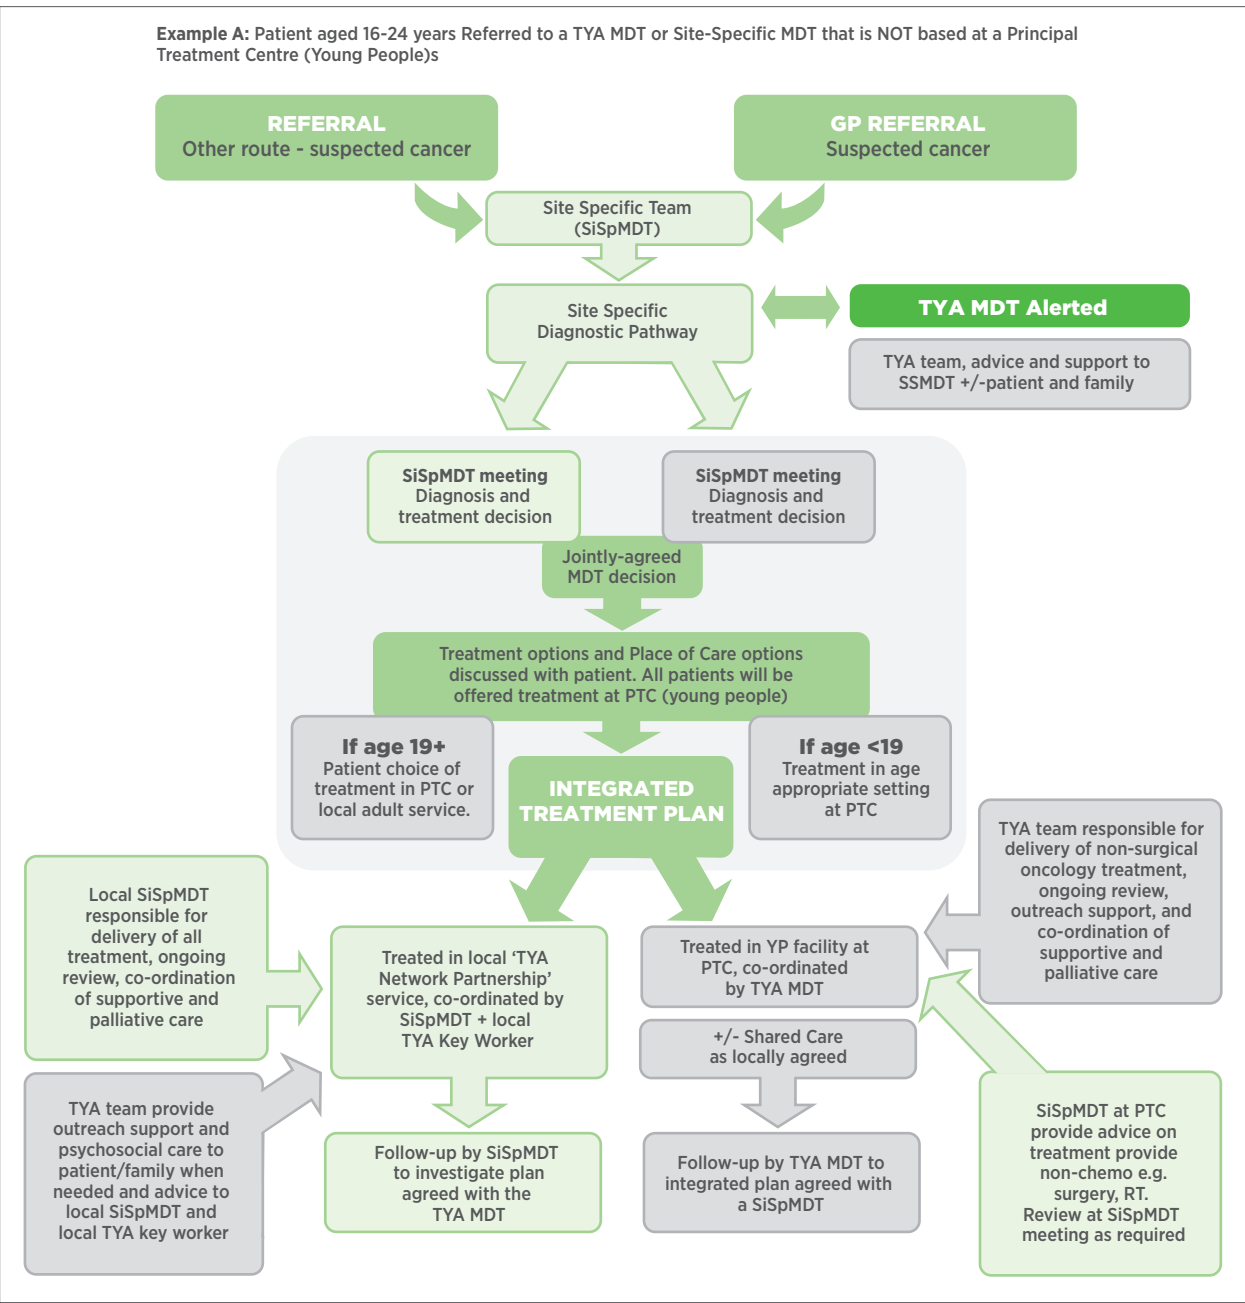 Example A: Patient aged 16-24 years Referred to a TYA MDT or Site-Specific MDT that is NOT based at a Principal
Treatment Centre (Young People)s
REFERRAL
Other route - suspected cancer
GP REFERRAL
Suspected cancer
Site Specific Team
(SiSpMDT)
Site Specific
Diagnostic Pathway
TYA MDT Alerted
TYA team, advice and support to
SSMDT +/-patient and family
SiSpMDT meeting
Diagnosis and
treatment decision
SiSpMDT meeting
Diagnosis and
treatment decision
Jointly-agreed
MDT decision
Treatment options and Place of Care options
discussed with patient. All patients will be
offered treatment at PTC (young people)
If age 19+
Patient choice of
treatment in PTC or
local adult service.
INTEGRATED
TREATMENT PLAN
If age <19
Treatment in age
appropriate setting
at PTC
Local SiSpMDT
responsible for
delivery of all
treatment, ongoing
review, co-ordination
of supportive and
palliative care
TYA team provide
outreach support and
psychosocial care to
patient/family when
needed and advice to
local SiSpMDT and
local TYA key worker
Treated in local ‘TYA
Network Partnership’
service, co-ordinated by
SiSpMDT + local
TYA Key Worker
Follow-up by SiSpMDT
to investigate plan
agreed with the
TYA MDT
Treated in YP facility at
PTC, co-ordinated
by TYA MDT
+/- Shared Care
as locally agreed
Follow-up by TYA MDT to
integrated plan agreed with
a SiSpMDT
TYA team responsible for
delivery of non-surgical
oncology treatment,
ongoing review,
outreach support, and
co-ordination of
supportive and
palliative care
SiSpMDT at PTC
provide advice on
treatment provide
non-chemo e.g.
surgery, RT.
Review at SiSpMDT
meeting as required